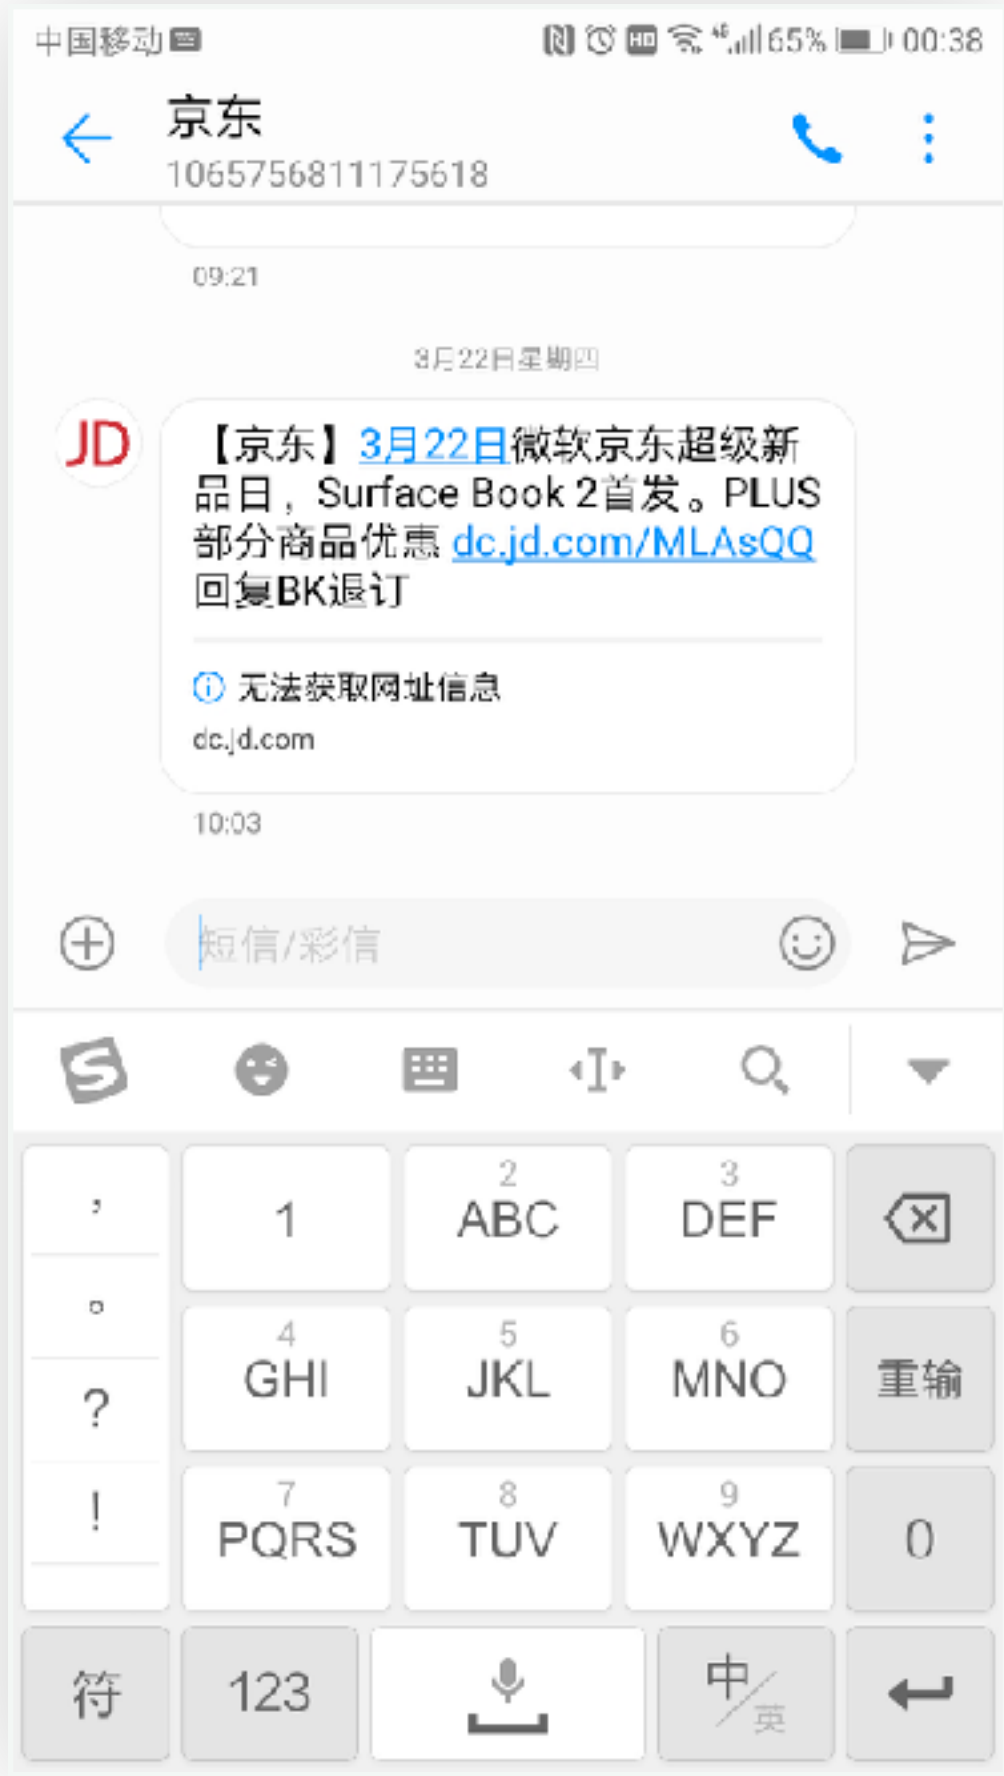 中国移动 HD 4G 65% 00:38
京东
1065756811175618
09:21
3月22日星期四
JD
【京东】3月22日微软京东超级新
品日，Surface Book 2首发。PLUS
部分商品优惠 dc.jd.com/MLAsQQ
回复BK退订
无法获取网址信息
dc.jd.com
10:03
短信/彩信
S
, 1 2 ABC 3 DEF
。 4 GHI 5 JKL 6 MNO 重输
?
! 7 PQRS 8 TUV 9 WXYZ 0
符 123 中/英